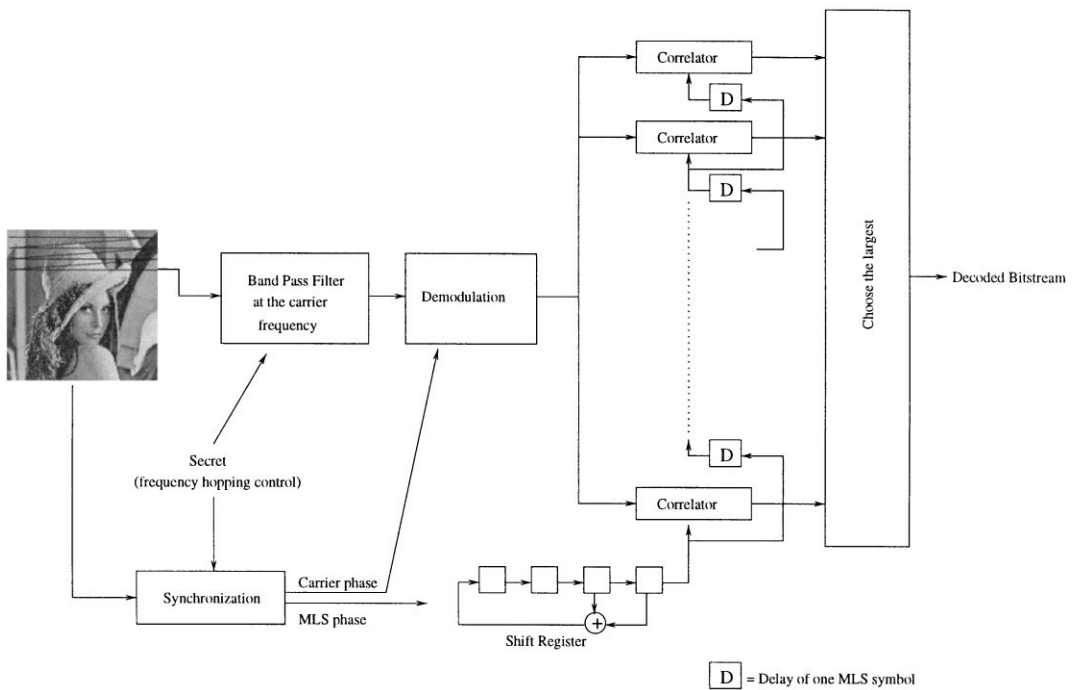 Correlator
D
Correlator
D
Choose the largest
Band Pass Filter
at the carrier
frequency
Demodulation
Decoded Bitstream
D
Secret
(frequency hopping control)
Correlator
Synchronization
Carrier phase
MLS phase
+
Shift Register
D = Delay of one MLS symbol